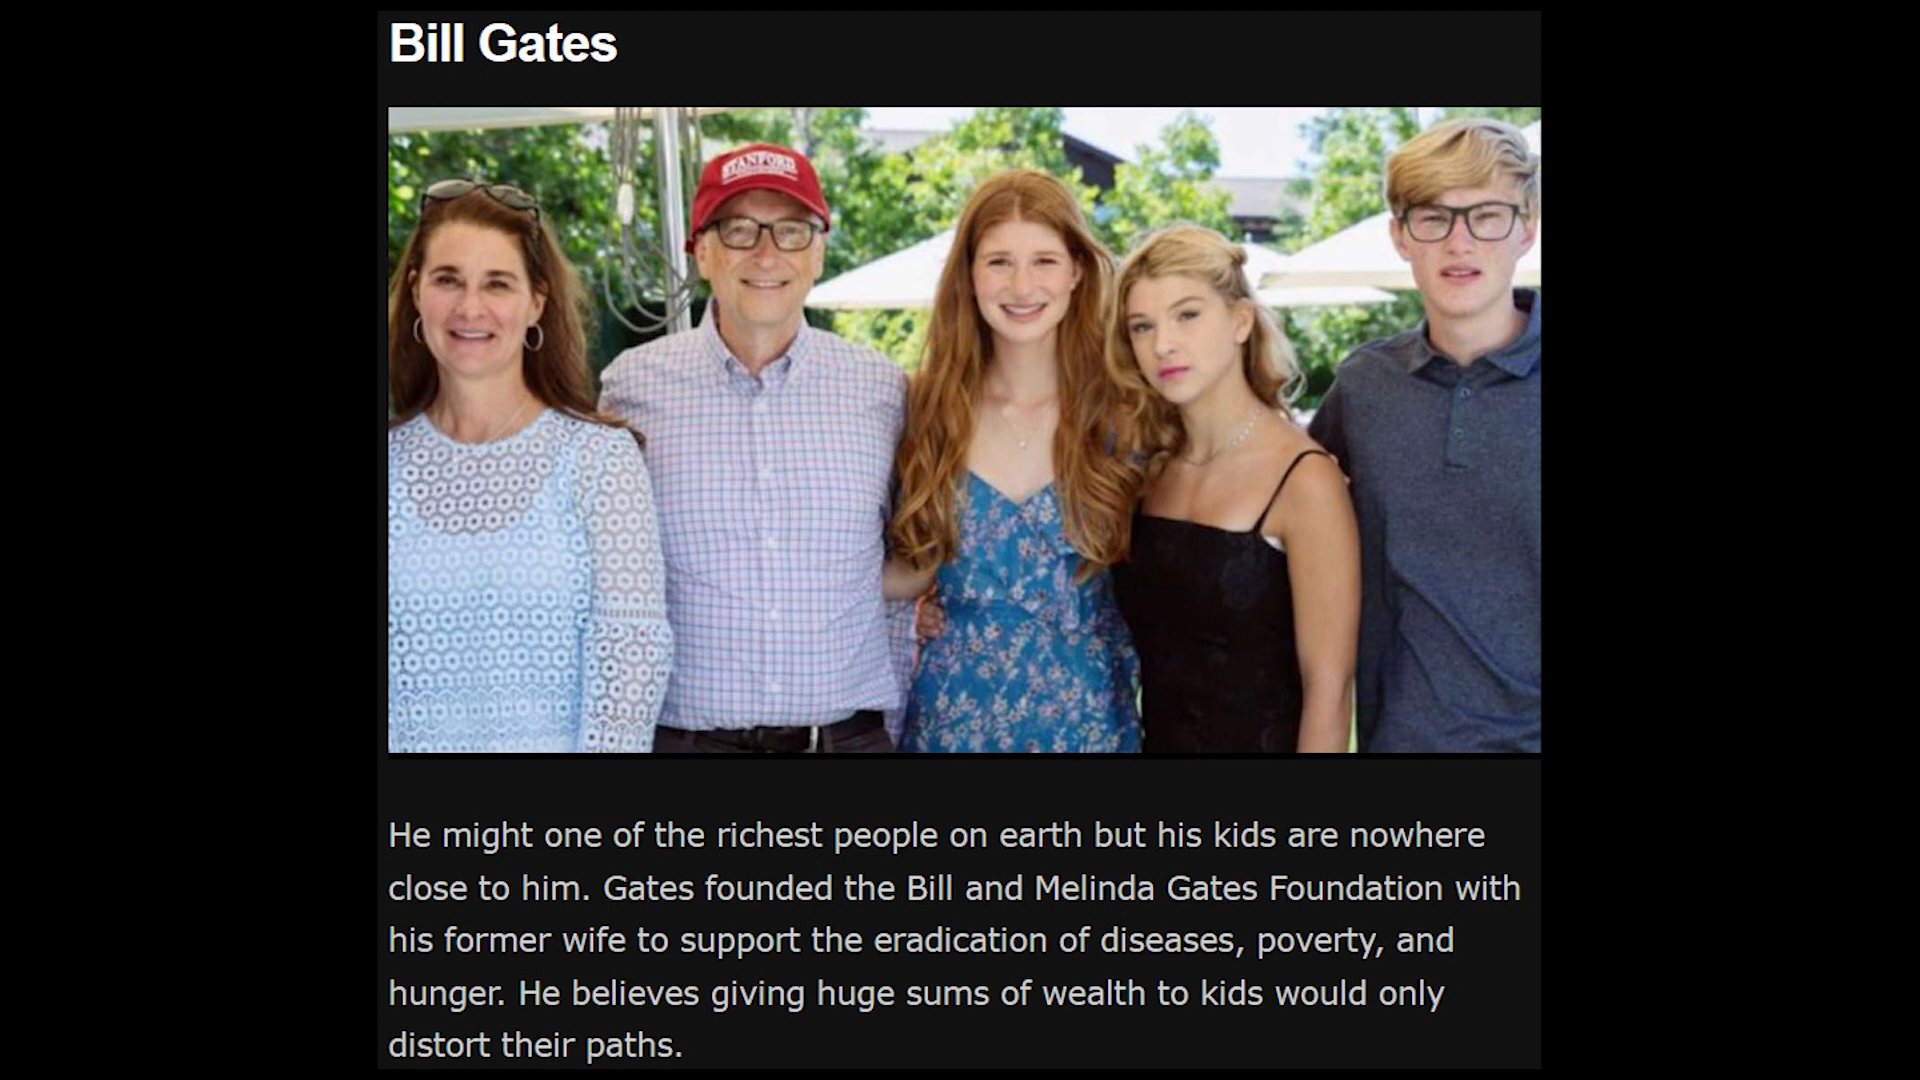 Bill Gates
STANFORD
He might one of the richest people on earth but his kids are nowhere
close to him. Gates founded the Bill and Melinda Gates Foundation with
his former wife to support the eradication of diseases, poverty, and
hunger. He believes giving huge sums of wealth to kids would only
distort their paths.